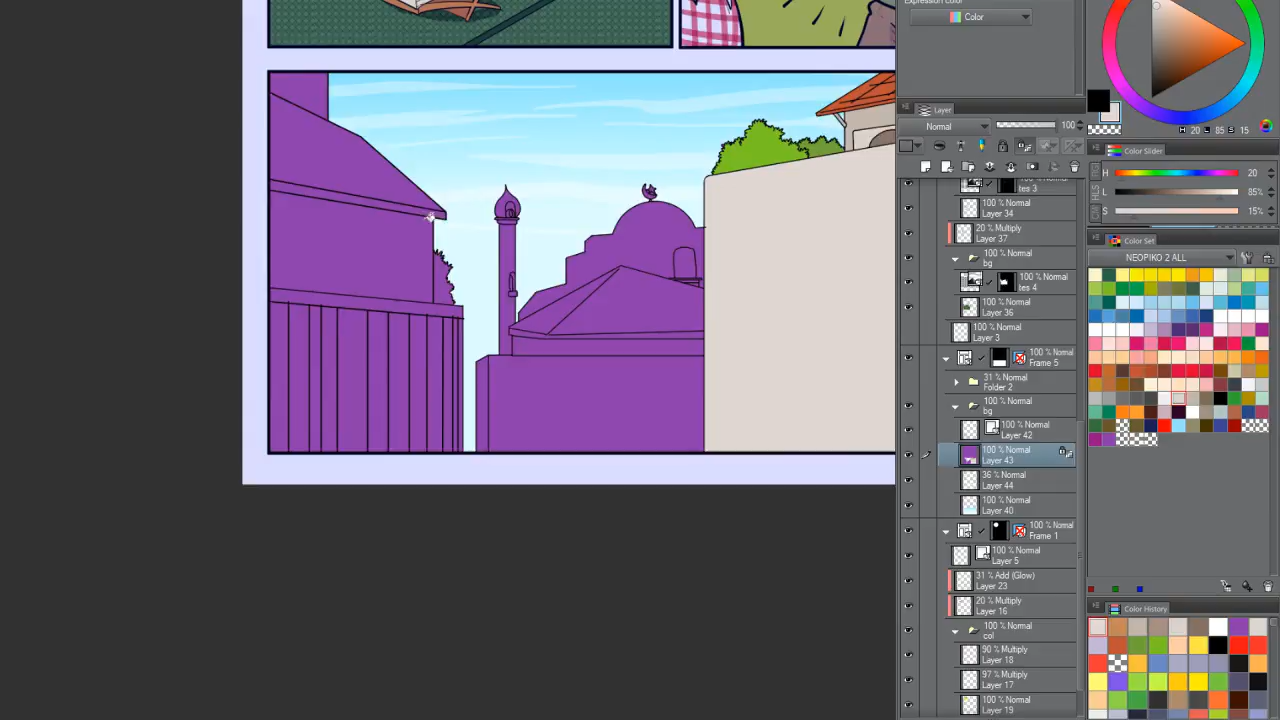 Expression color
Color
Layer
Normal
100
tes 3
100 % Normal
Layer 34
20 % Multiply
Layer 37
100 % Normal
bg
100 % Normal
tes 4
100 % Normal
Layer 36
100 % Normal
Layer 3
100 % Normal
Frame 5
31 % Normal
Folder 2
100 % Normal
bg
100 % Normal
Layer 42
100 % Normal
Layer 43
36 % Normal
Layer 44
100 % Normal
Layer 40
100 % Normal
Frame 1
100 % Normal
Layer 5
31 % Add (Glow)
Layer 23
20 % Multiply
Layer 16
100 % Normal
col
90 % Multiply
Layer 18
97 % Multiply
Layer 17
100 % Normal
Layer 19
H 20 L 85 S 15
Color Slider
H 20
L 85%
S 15%
Color Set
NEOPIKO 2 ALL
Color History